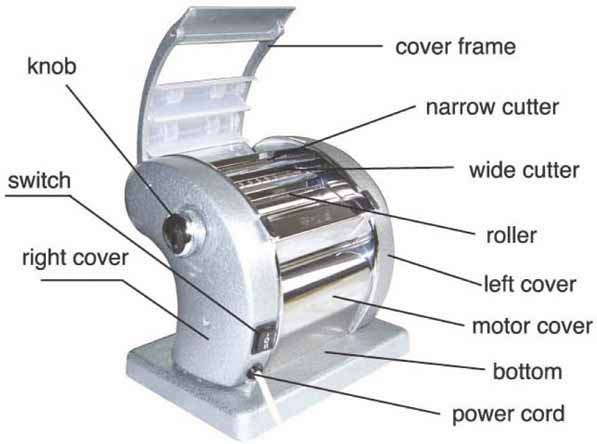 cover frame
knob
narrow cutter
wide cutter
switch
roller
right cover
left cover
motor cover
bottom
power cord